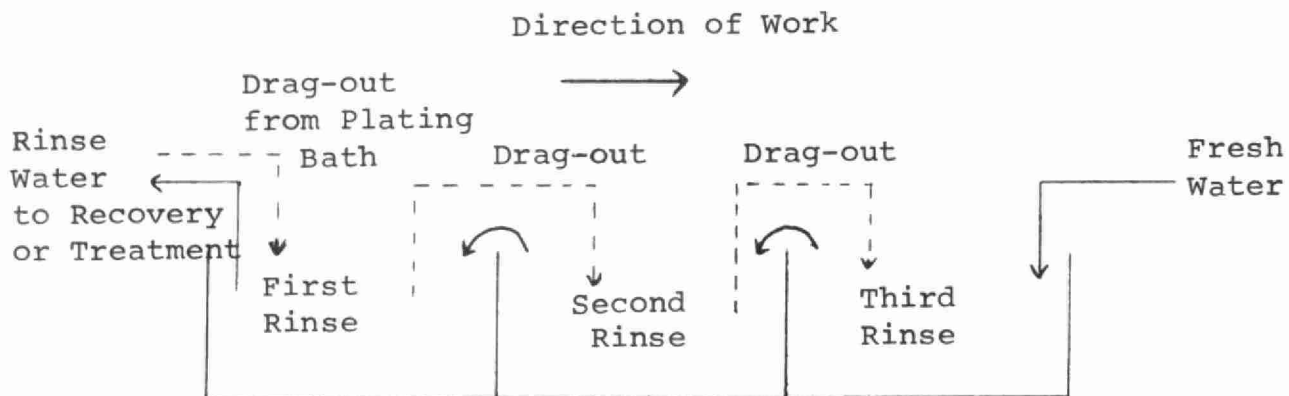 Direction of Work
Drag-out
from Plating
Bath
Rinse
Water
to Recovery
or Treatment
Drag-out
Drag-out
Fresh
Water
First
Rinse
Second
Rinse
Third
Rinse